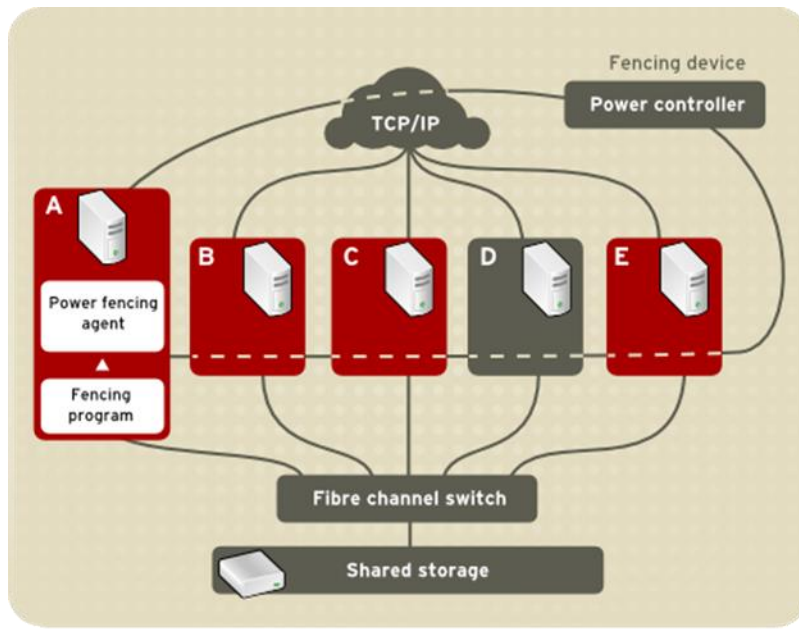 Fencing device
Power controller
TCP/IP
A
B
C
D
E
Power fencing
agent
Fencing
program
Fibre channel switch
Shared storage